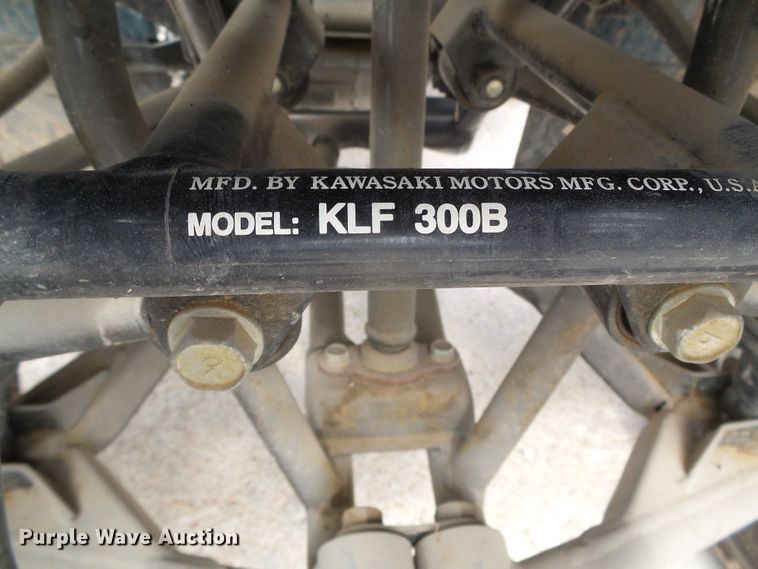 MFD. BY KAWASAKI MOTORS MFG. CORP., U.S.A
MODEL: KLF 300B
Purple Wave Auction